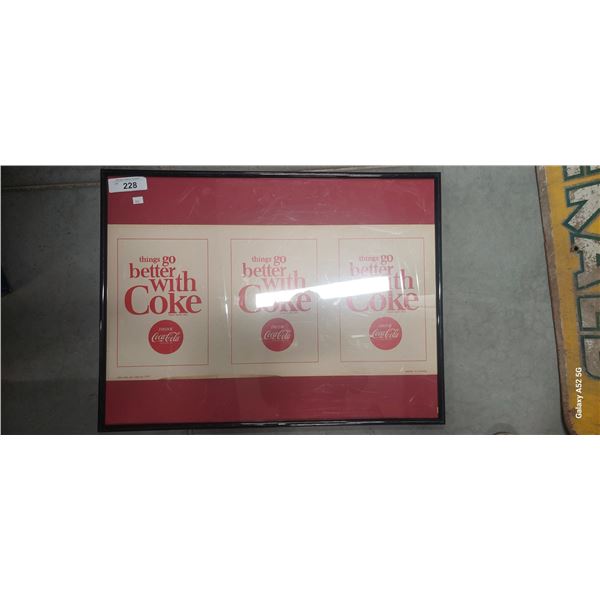 228
things go
better
with
Coke
DRINK
Coca-Cola
things go
better
with
Coke
DRINK
Coca-Cola
things go
better
with
Coke
DRINK
Coca-Cola
Galaxy A52 5G